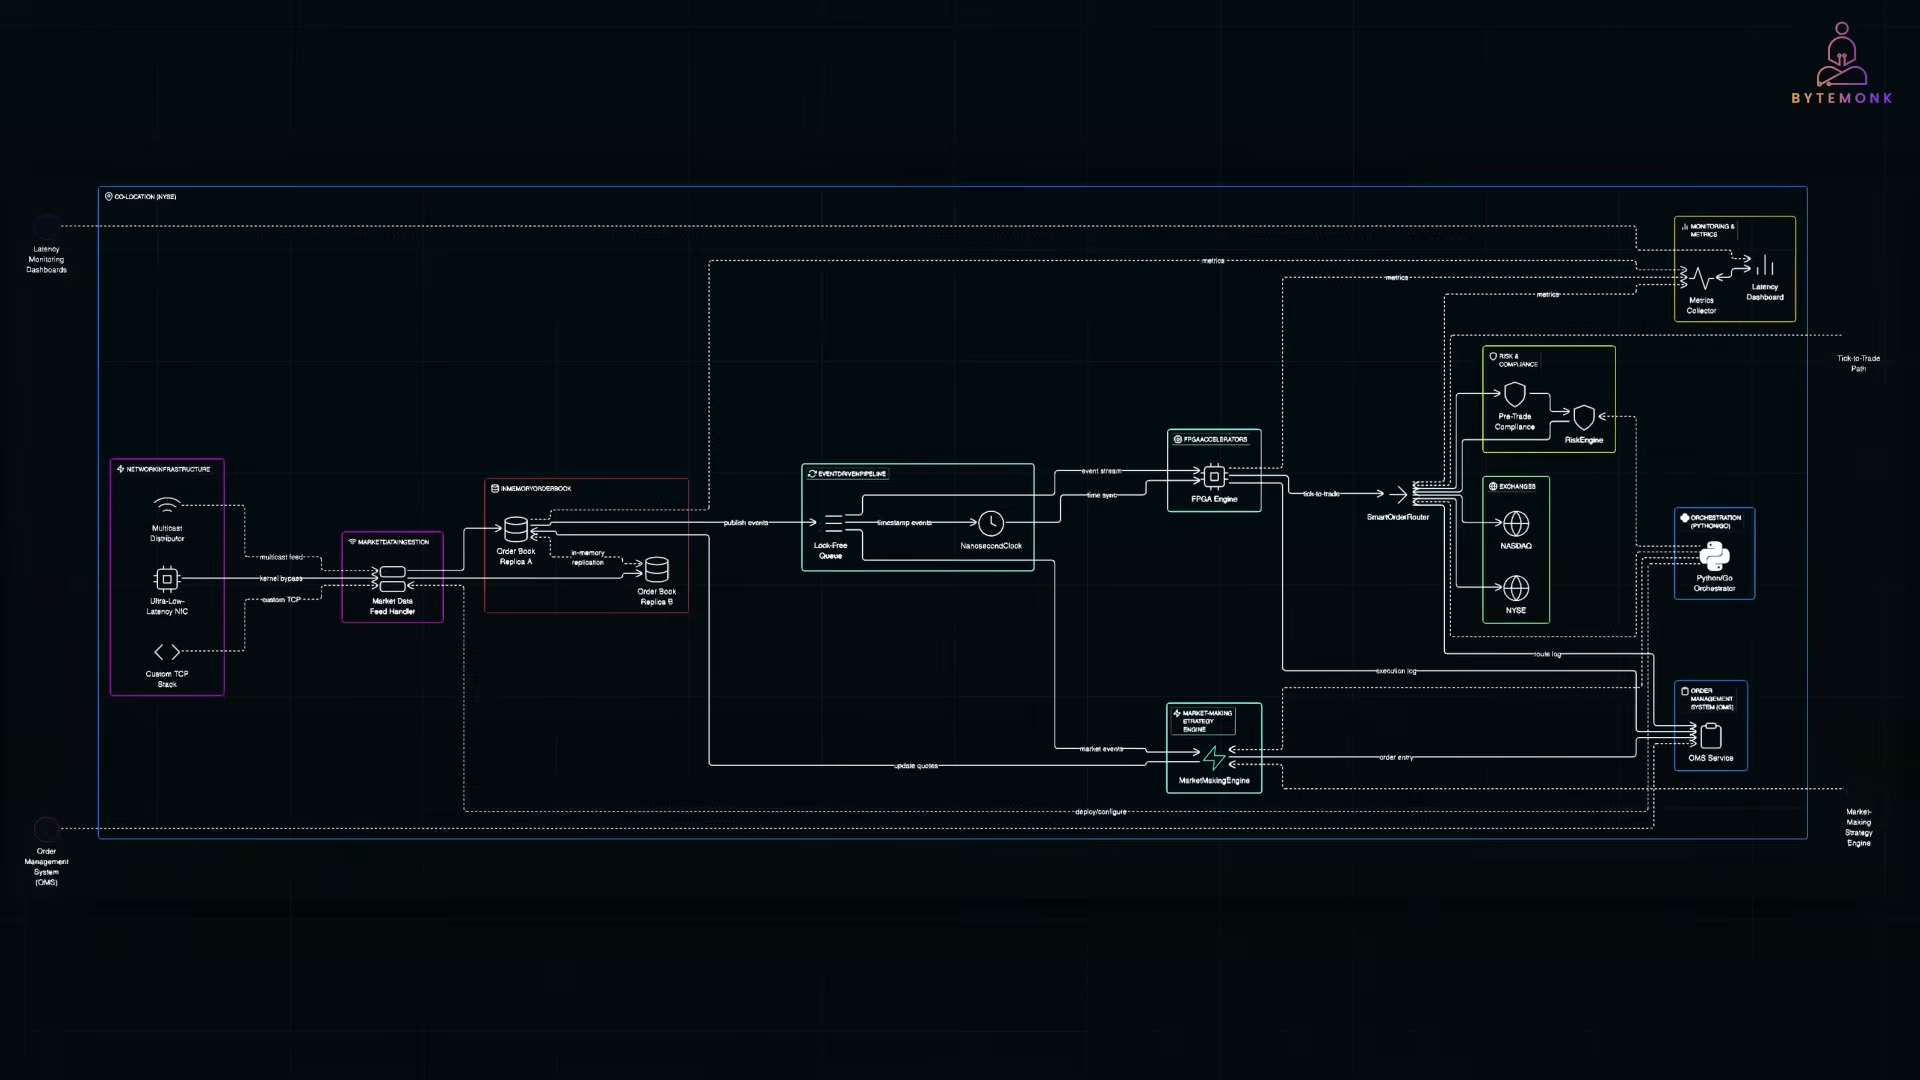 BYTEMONK
CO-LOCATION (NYSE)
Latency
Monitoring
Dashboards
MONITORING &
METRICS
Metrics
Collector
Latency
Dashboard
metrics
metrics
metrics
Tick-to-Trade
Path
RISK &
COMPLIANCE
Pre-Trade
Compliance
RiskEngine
NETWORKINFRASTRUCTURE
Multicast
Distributor
Ultra-Low-
Latency NIC
Custom TCP
Stack
multicast feed
kernel bypass
custom TCP
MARKETDATAINGESTION
Market Data
Feed Handler
INMEMORYORDERBOOK
Order Book
Replica A
in-memory
replication
Order Book
Replica B
publish events
EVENTDRIVENPIPELINE
Lock-Free
Queue
timestamp events
NanosecondClock
event stream
time sync
FPGAACCELERATORS
FPGA Engine
tick-to-trade
SmartOrderRouter
EXCHANGES
NASDAQ
NYSE
ORCHESTRATION
(PYTHON/GO)
Python/Go
Orchestrator
route log
execution log
MARKET-MAKING
STRATEGY
ENGINE
MarketMakingEngine
market events
update quotes
order entry
ORDER
MANAGEMENT
SYSTEM (OMS)
OMS Service
deploy/configure
Order
Management
System
(OMS)
Market-
Making
Strategy
Engine